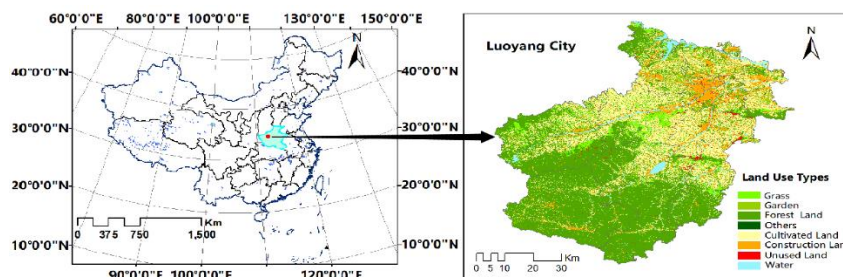 60°0'0"E 80°0'0"E 100°0'0"E 130°0'0"E 150°0'0"E
N
40°0'0"N 40°0'0"N
30°0'0"N 30°0'0"N
20°0'0"N 20°0'0"N
10°0'0"N 10°0'0"N
Km
0 375 750 1,500
90°0'0"E 100°0'0"E 120°0'0"E
Luoyang City
N
Land Use Types
Grass
Garden
Forest Land
Others
Cultivated Land
Construction Lan
Unused Land
Water
Km
0 5 10 20 30